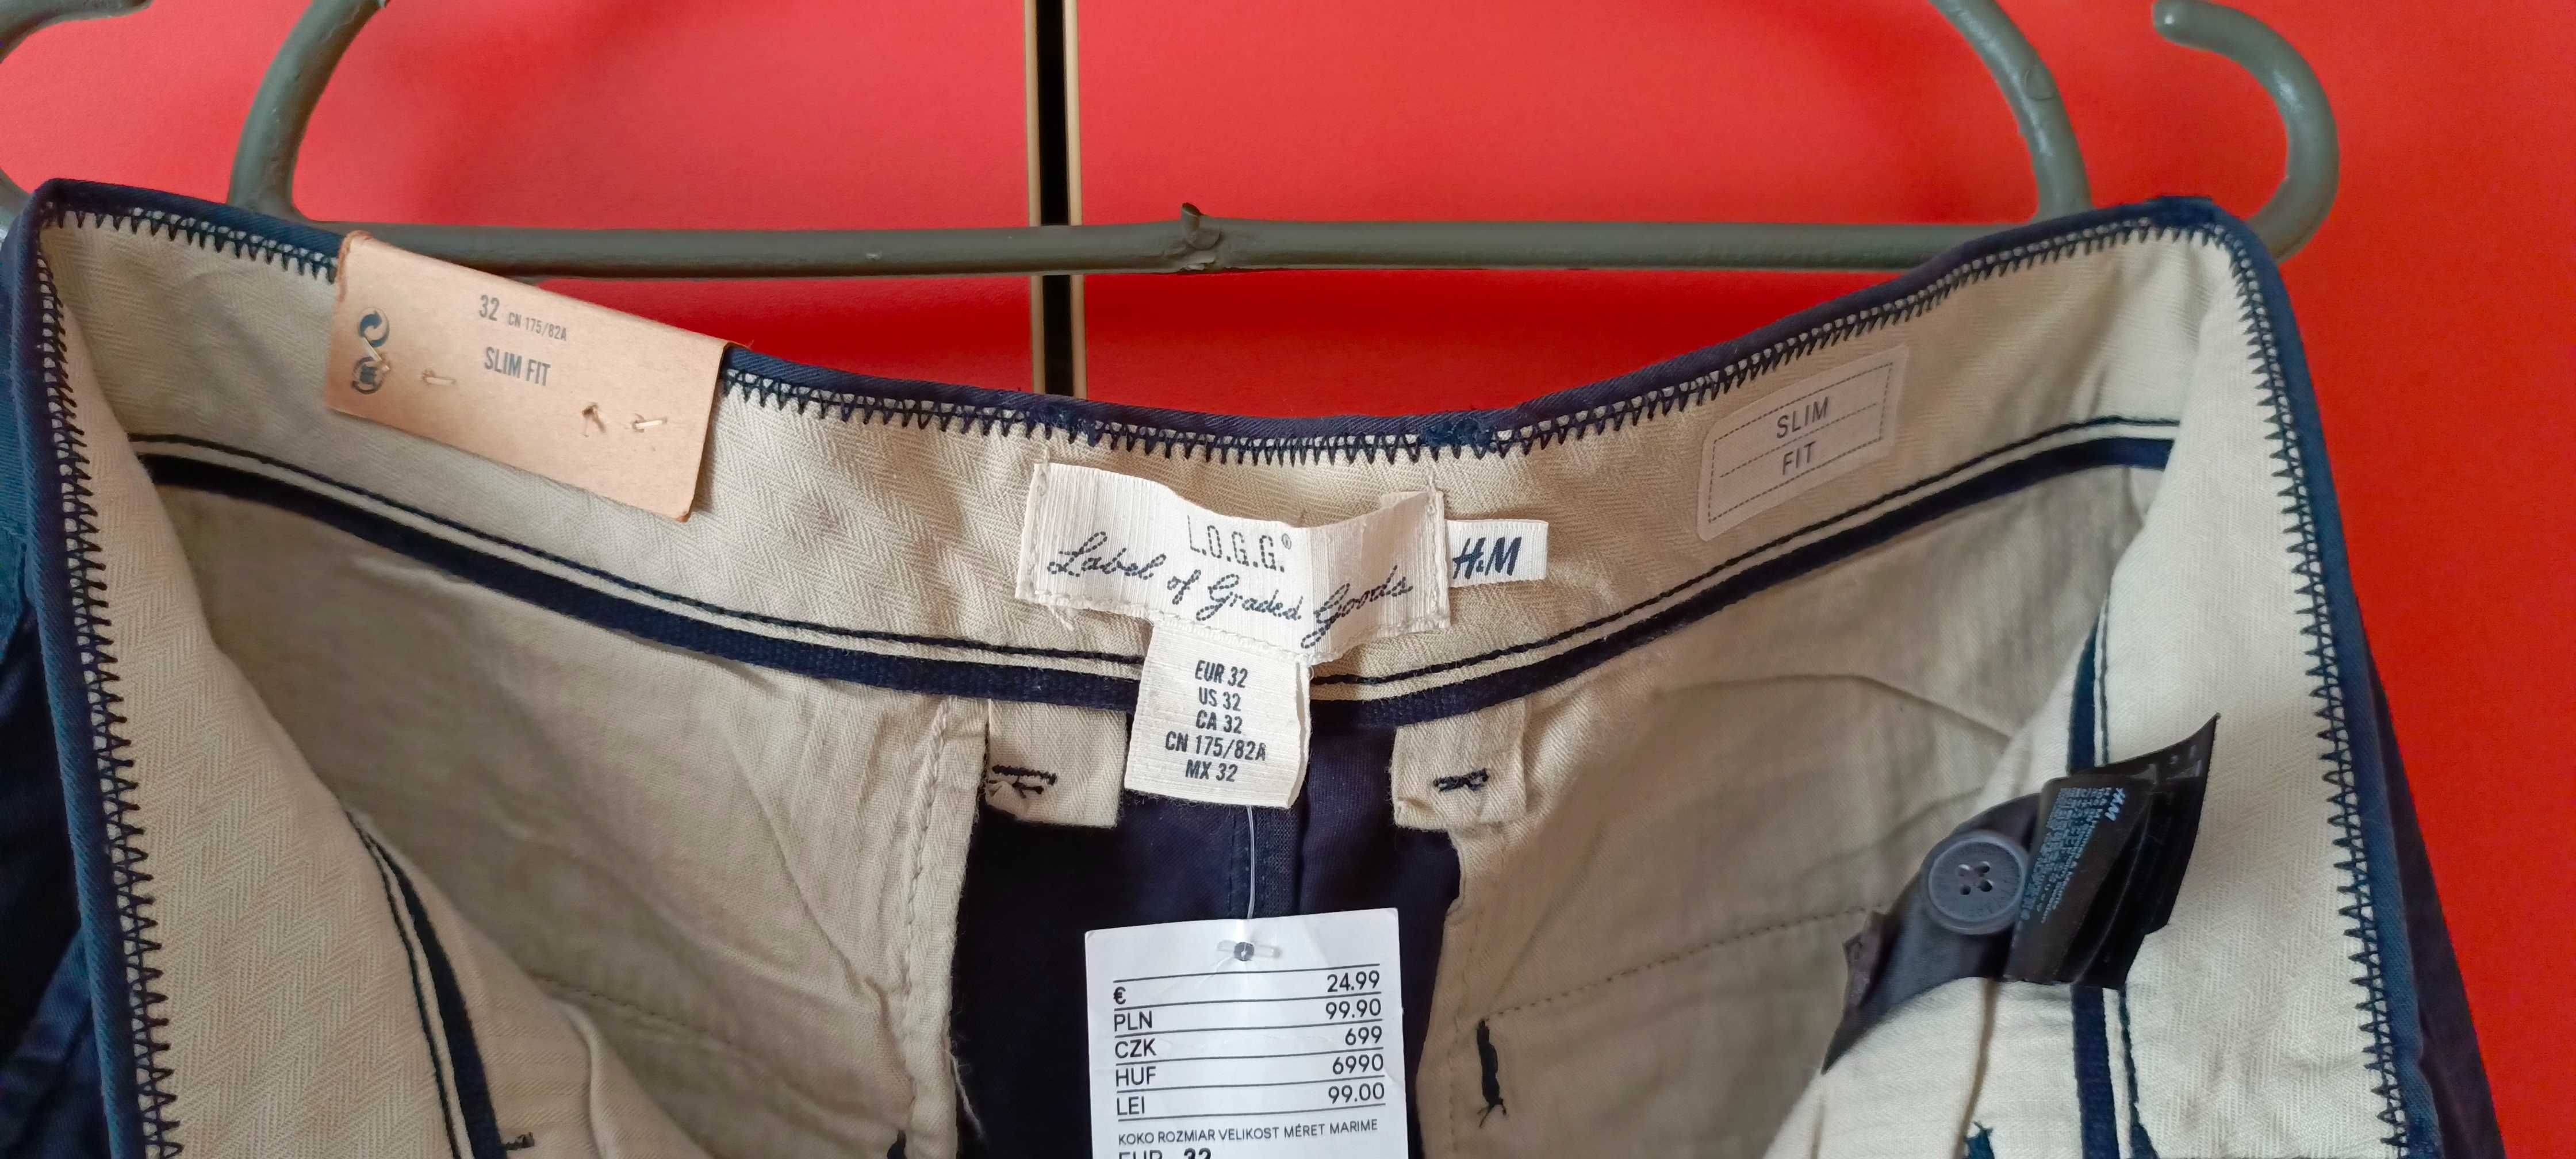 32 CN 175/82A
SLIM FIT
SLIM
FIT
L.O.G.G.®
Label of Graded Goods
H&M
EUR 32
US 32
CA 32
CN 175/82A
MX 32
€ 24.99
PLN 99.90
CZK 699
HUF 6990
LEI 99.00
KOKO ROZMIAR VELIKOST MÉRET MARIME
EUR 32